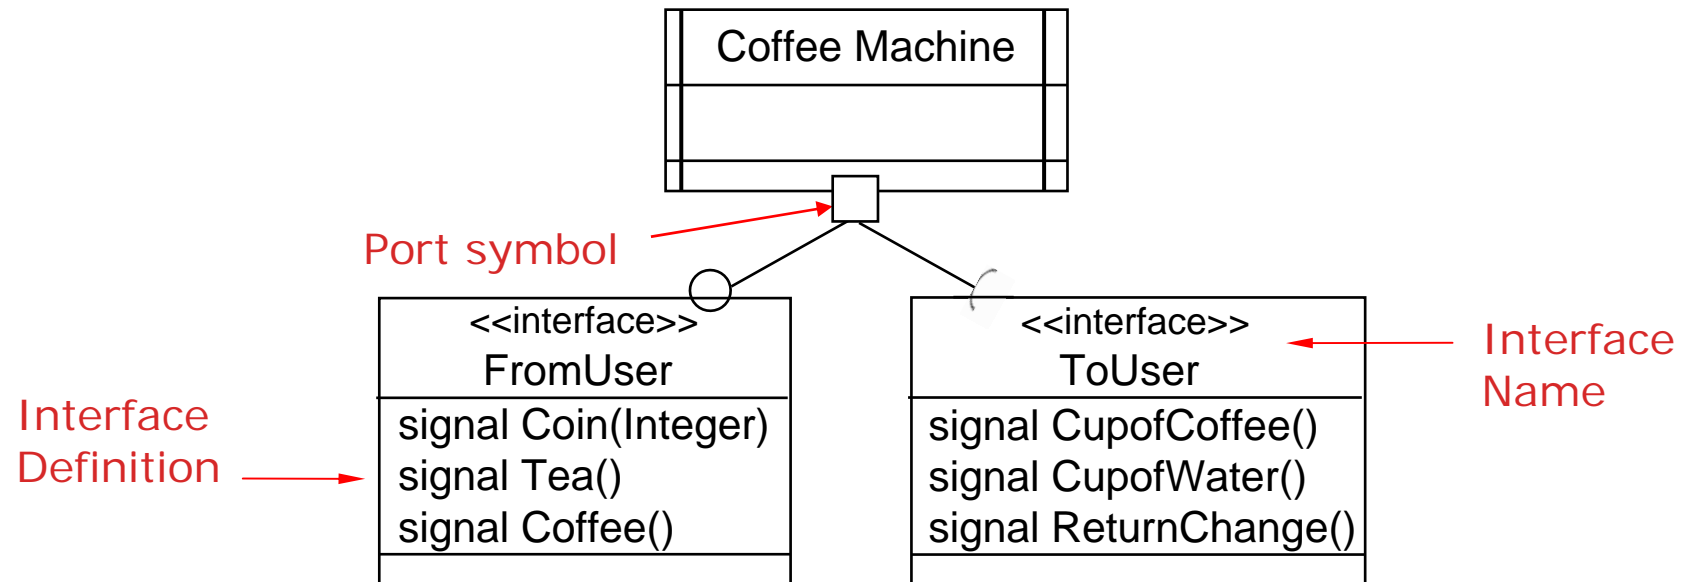 Coffee Machine
Port symbol
<<interface>>
FromUser
signal Coin(Integer)
signal Tea()
signal Coffee()
Interface
Definition
<<interface>>
ToUser
signal CupofCoffee()
signal CupofWater()
signal ReturnChange()
Interface
Name